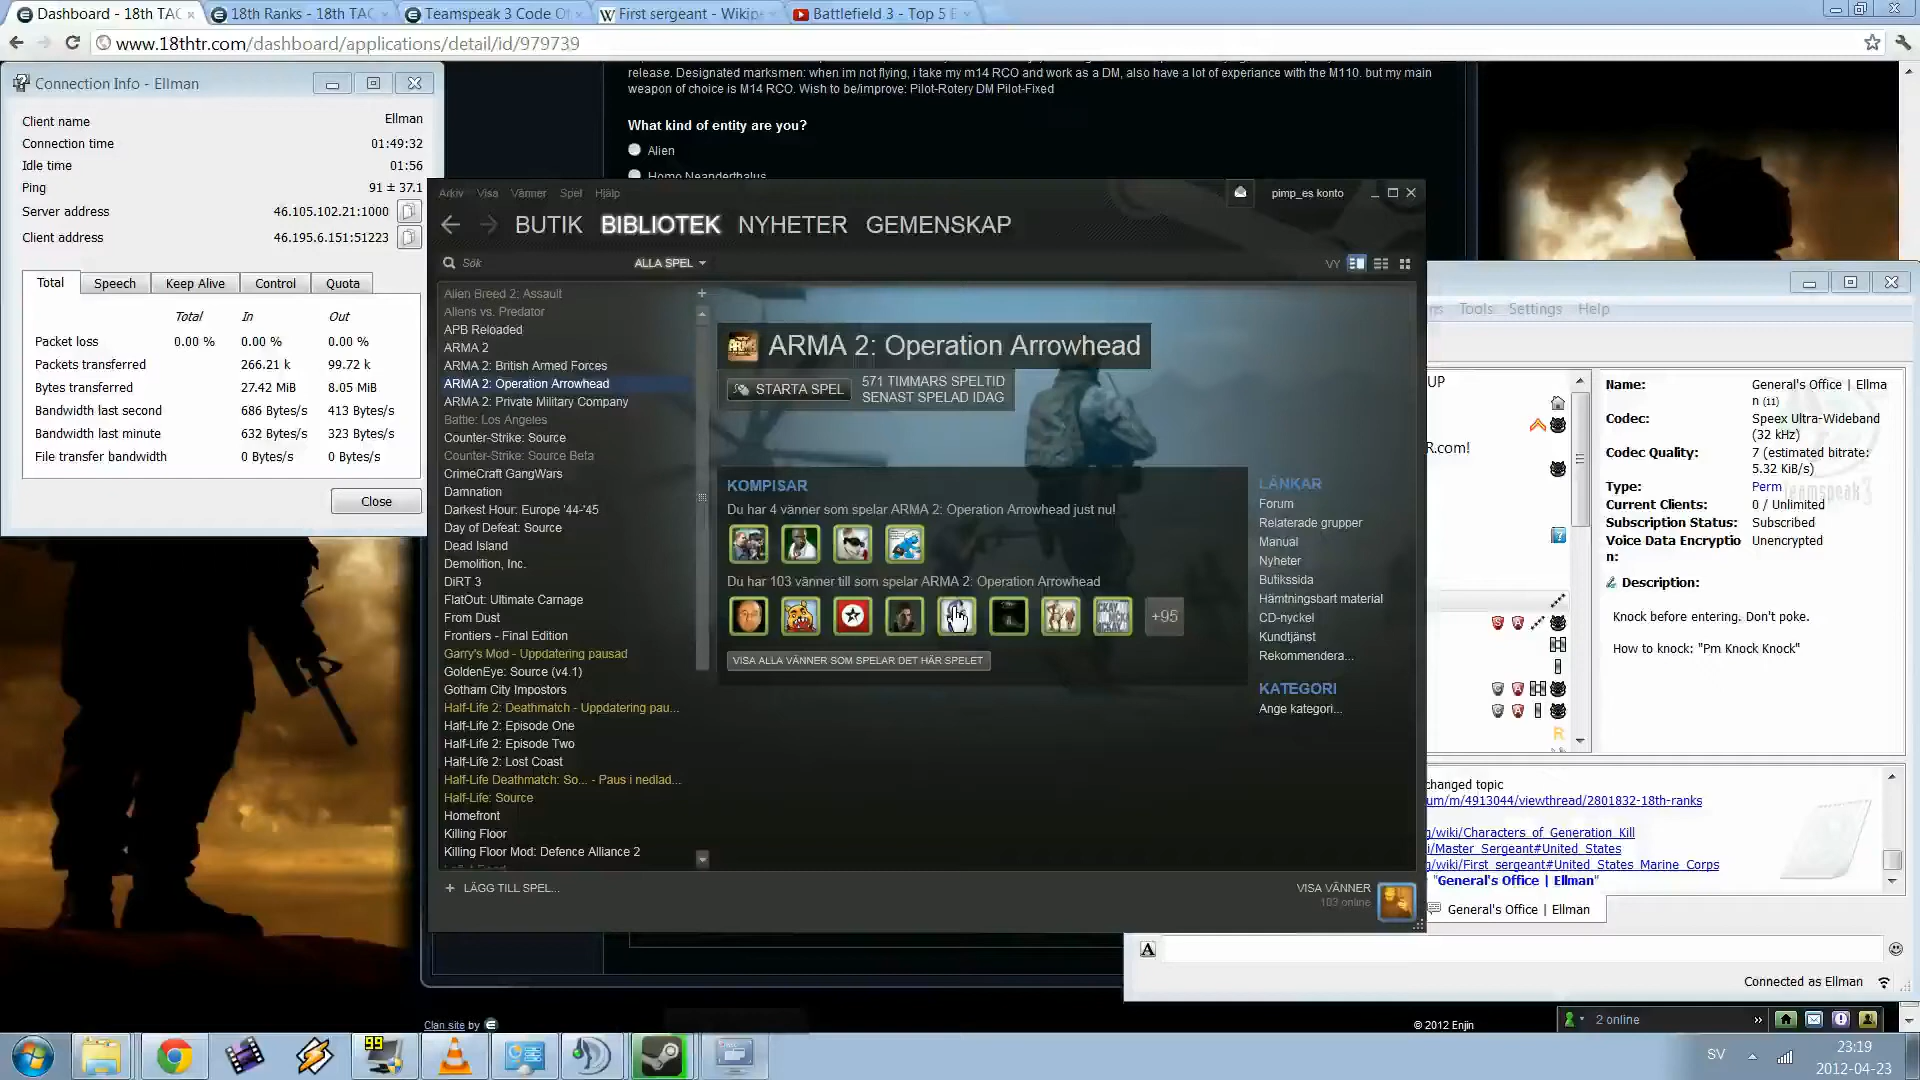 Dashboard - 18th TAC
18th Ranks - 18th TAC
Teamspeak 3 Code Of
First sergeant - Wikip
Battlefield 3 - Top 5 E
www.18thtr.com/dashboard/applications/detail/id/979739
release. Designated marksmen: when im not flying, i take my m14 RCO and work as a DM, also have a lot of experiance with the M110. but my main
weapon of choice is M14 RCO. Wish to be/improve: Pilot-Rotery DM Pilot-Fixed
What kind of entity are you?
Alien
Homo Neanderthalus
Connection Info - Ellman
Client name Ellman
Connection time 01:49:32
Idle time 01:56
Ping 91 ± 37.1
Server address 46.105.102.21:1000
Client address 46.195.6.151:51223
Total Speech Keep Alive Control Quota
Total In Out
Packet loss 0.00 % 0.00 % 0.00 %
Packets transferred 266.21 k 99.72 k
Bytes transferred 27.42 MiB 8.05 MiB
Bandwidth last second 686 Bytes/s 413 Bytes/s
Bandwidth last minute 632 Bytes/s 323 Bytes/s
File transfer bandwidth 0 Bytes/s 0 Bytes/s
Close
Arkiv Visa Vänner Spel Hjälp
pimp_es konto
BUTIK BIBLIOTEK NYHETER GEMENSKAP
Sök ALLA SPEL VY
Alien Breed 2: Assault
Aliens vs. Predator
APB Reloaded
ARMA 2
ARMA 2: British Armed Forces
ARMA 2: Operation Arrowhead
ARMA 2: Private Military Company
Battle: Los Angeles
Counter-Strike: Source
Counter-Strike: Source Beta
CrimeCraft GangWars
Damnation
Darkest Hour: Europe '44-'45
Day of Defeat: Source
Dead Island
Demolition, Inc.
DiRT 3
FlatOut: Ultimate Carnage
From Dust
Frontiers - Final Edition
Garry's Mod - Uppdatering pausad
GoldenEye: Source (v4.1)
Gotham City Impostors
Half-Life 2: Deathmatch - Uppdatering pau...
Half-Life 2: Episode One
Half-Life 2: Episode Two
Half-Life 2: Lost Coast
Half-Life Deathmatch: So... - Paus i nedlad...
Half-Life: Source
Homefront
Killing Floor
Killing Floor Mod: Defence Alliance 2
LÄGG TILL SPEL...
ARMA 2: Operation Arrowhead
STARTA SPEL
571 TIMMARS SPELTID
SENAST SPELAD IDAG
KOMPISAR
Du har 4 vänner som spelar ARMA 2: Operation Arrowhead just nu!
Du har 103 vänner till som spelar ARMA 2: Operation Arrowhead
+95
VISA ALLA VÄNNER SOM SPELAR DET HÄR SPELET
LÄNKAR
Forum
Relaterade grupper
Manual
Nyheter
Butikssida
Hämtningsbart material
CD-nyckel
Kundtjänst
Rekommendera...
KATEGORI
Ange kategori...
VISA VÄNNER
103 online
ns Tools Settings Help
UP
R.com!
Name: General's Office | Ellma
n (11)
Codec: Speex Ultra-Wideband
(32 kHz)
Codec Quality: 7 (estimated bitrate:
5.32 KiB/s)
Type: Perm
Current Clients: 0 / Unlimited
Subscription Status: Subscribed
Voice Data Encryptio Unencrypted
n:
Description:
Knock before entering. Don't poke.
How to knock: "Pm Knock Knock"
teamspeak3
changed topic
um/m/4913044/viewthread/2801832-18th-ranks
g/wiki/Characters_of_Generation_Kill
i/Master_Sergeant#United_States
g/wiki/First_sergeant#United_States_Marine_Corps
"General's Office | Ellman"
General's Office | Ellman
A
Connected as Ellman
Clan site by
© 2012 Enjin
2 online »
99
SV
23:19
2012-04-23